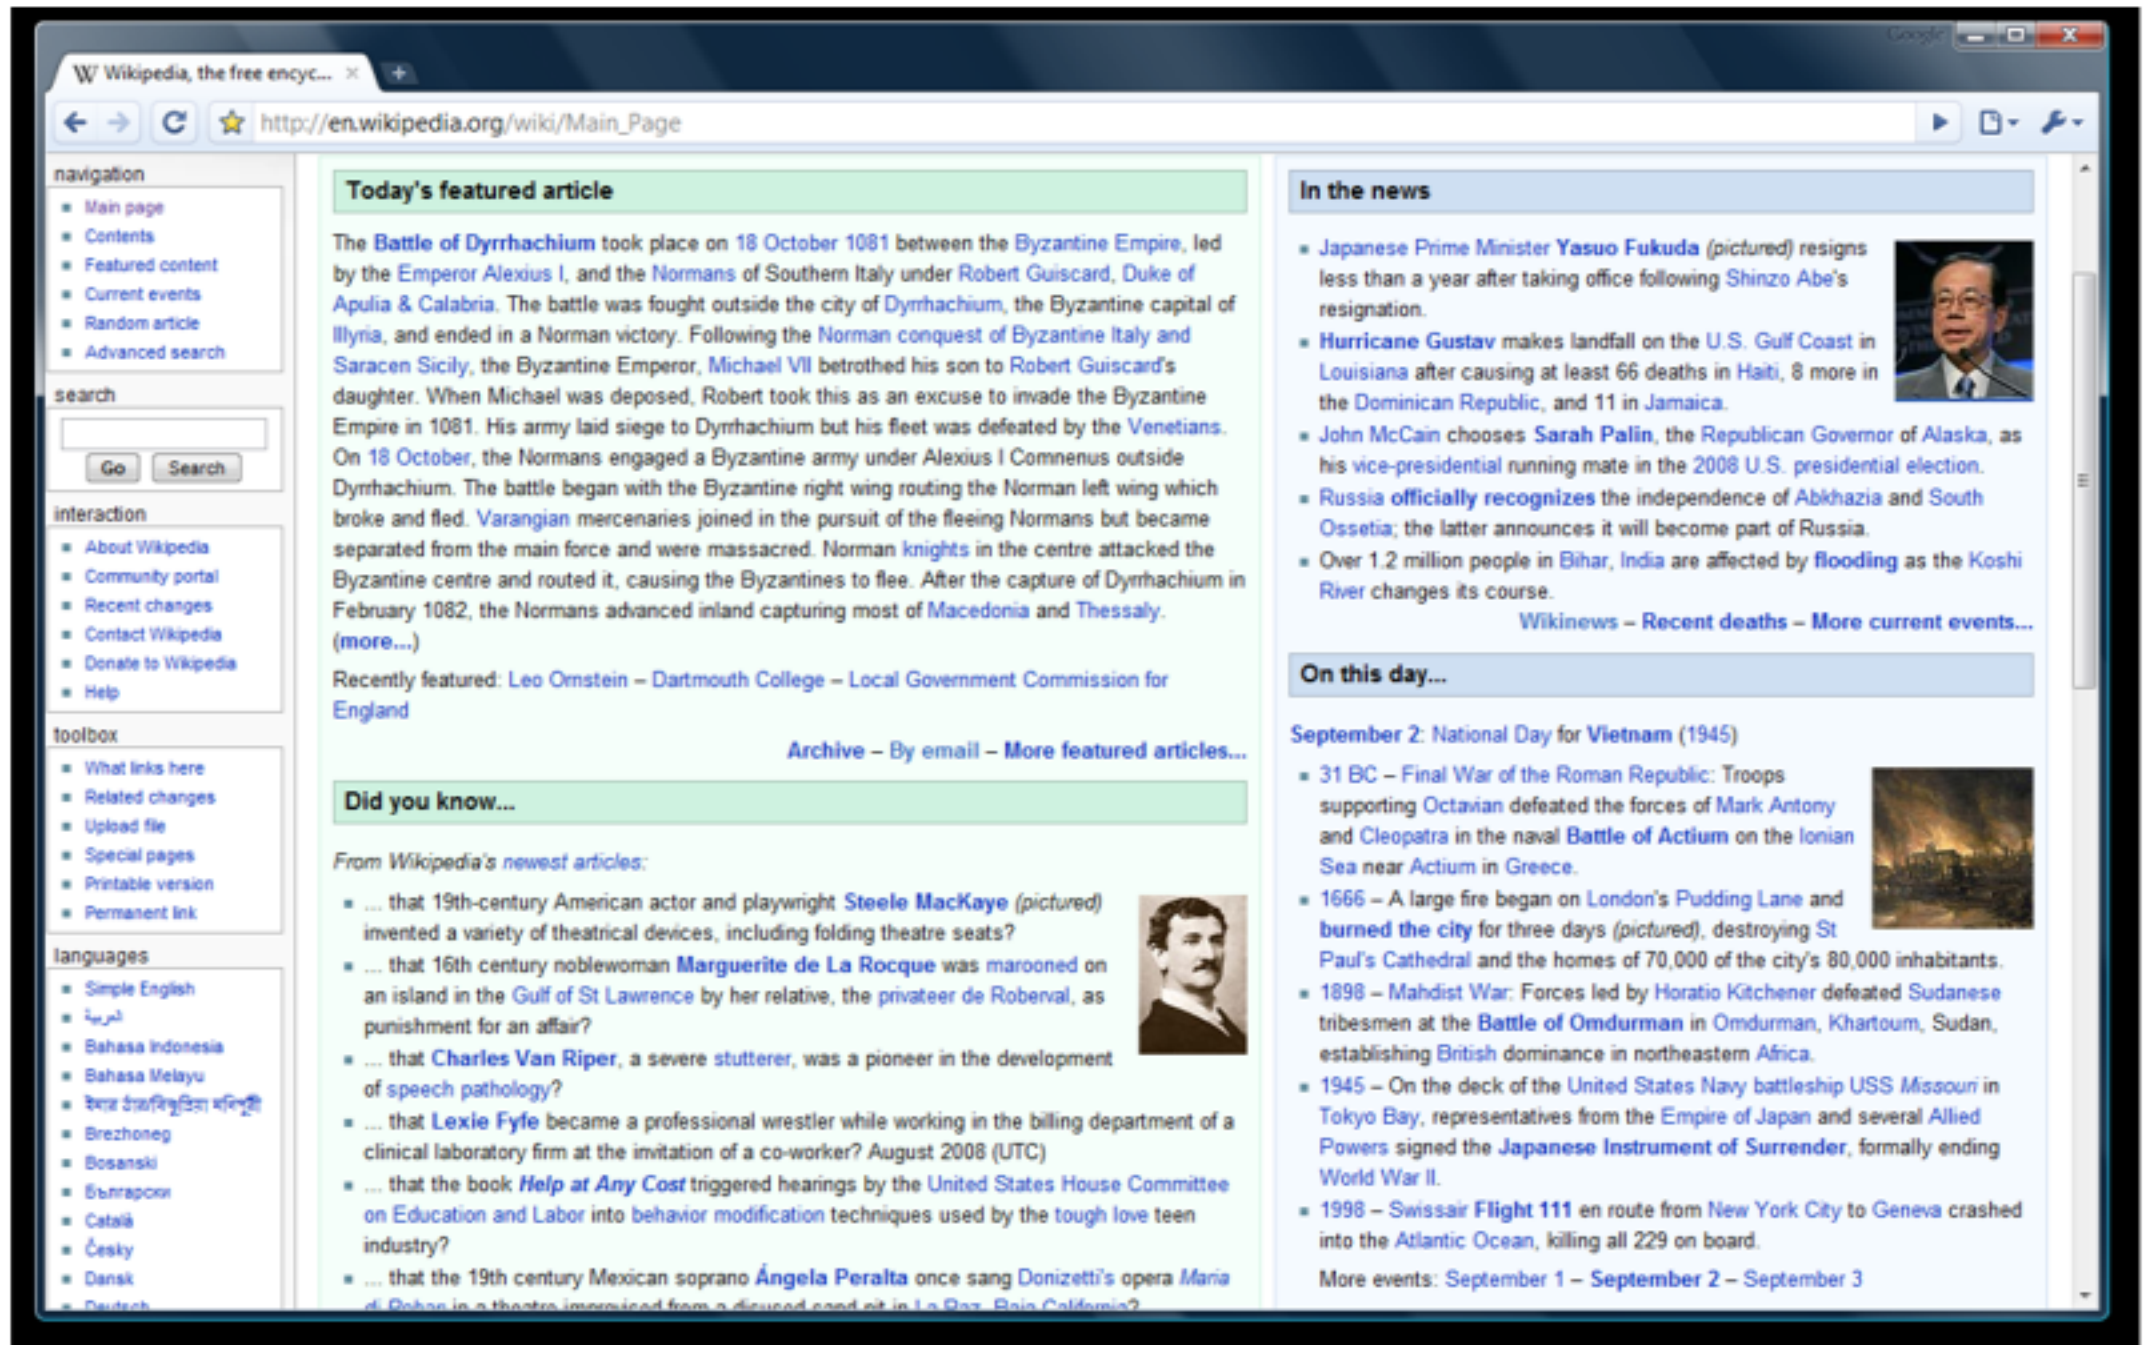 Google
Wikipedia, the free encyc...
http://en.wikipedia.org/wiki/Main_Page
navigation
Main page
Contents
Featured content
Current events
Random article
Advanced search
search
Go Search
interaction
About Wikipedia
Community portal
Recent changes
Contact Wikipedia
Donate to Wikipedia
Help
toolbox
What links here
Related changes
Upload file
Special pages
Printable version
Permanent link
languages
Simple English
العربية
Bahasa Indonesia
Bahasa Melayu
Brezhoneg
Bosanski
Български
Català
Česky
Dansk
Deutsch
Today's featured article
The Battle of Dyrrhachium took place on 18 October 1081 between the Byzantine Empire, led
by the Emperor Alexius I, and the Normans of Southern Italy under Robert Guiscard, Duke of
Apulia & Calabria. The battle was fought outside the city of Dyrrhachium, the Byzantine capital of
Illyria, and ended in a Norman victory. Following the Norman conquest of Byzantine Italy and
Saracen Sicily, the Byzantine Emperor, Michael VII betrothed his son to Robert Guiscard's
daughter. When Michael was deposed, Robert took this as an excuse to invade the Byzantine
Empire in 1081. His army laid siege to Dyrrhachium but his fleet was defeated by the Venetians.
On 18 October, the Normans engaged a Byzantine army under Alexius I Comnenus outside
Dyrrhachium. The battle began with the Byzantine right wing routing the Norman left wing which
broke and fled. Varangian mercenaries joined in the pursuit of the fleeing Normans but became
separated from the main force and were massacred. Norman knights in the centre attacked the
Byzantine centre and routed it, causing the Byzantines to flee. After the capture of Dyrrhachium in
February 1082, the Normans advanced inland capturing most of Macedonia and Thessaly.
(more...)
Recently featured: Leo Ornstein – Dartmouth College – Local Government Commission for
England
Archive – By email – More featured articles...
Did you know...
From Wikipedia's newest articles:
... that 19th-century American actor and playwright Steele MacKaye (pictured)
invented a variety of theatrical devices, including folding theatre seats?
... that 16th century noblewoman Marguerite de La Rocque was marooned on
an island in the Gulf of St Lawrence by her relative, the privateer de Roberval, as
punishment for an affair?
... that Charles Van Riper, a severe stutterer, was a pioneer in the development
of speech pathology?
... that Lexie Fyfe became a professional wrestler while working in the billing department of a
clinical laboratory firm at the invitation of a co-worker? August 2008 (UTC)
... that the book Help at Any Cost triggered hearings by the United States House Committee
on Education and Labor into behavior modification techniques used by the tough love teen
industry?
... that the 19th century Mexican soprano Ángela Peralta once sang Donizetti's opera Maria
di Rohan in a theatre improvised from a disused sand pit in La Paz, Baja California?
In the news
Japanese Prime Minister Yasuo Fukuda (pictured) resigns
less than a year after taking office following Shinzo Abe's
resignation.
Hurricane Gustav makes landfall on the U.S. Gulf Coast in
Louisiana after causing at least 66 deaths in Haiti, 8 more in
the Dominican Republic, and 11 in Jamaica.
John McCain chooses Sarah Palin, the Republican Governor of Alaska, as
his vice-presidential running mate in the 2008 U.S. presidential election.
Russia officially recognizes the independence of Abkhazia and South
Ossetia; the latter announces it will become part of Russia.
Over 1.2 million people in Bihar, India are affected by flooding as the Koshi
River changes its course.
Wikinews – Recent deaths – More current events...
On this day...
September 2: National Day for Vietnam (1945)
31 BC – Final War of the Roman Republic: Troops
supporting Octavian defeated the forces of Mark Antony
and Cleopatra in the naval Battle of Actium on the Ionian
Sea near Actium in Greece.
1666 – A large fire began on London's Pudding Lane and
burned the city for three days (pictured), destroying St
Paul's Cathedral and the homes of 70,000 of the city's 80,000 inhabitants.
1898 – Mahdist War: Forces led by Horatio Kitchener defeated Sudanese
tribesmen at the Battle of Omdurman in Omdurman, Khartoum, Sudan,
establishing British dominance in northeastern Africa.
1945 – On the deck of the United States Navy battleship USS Missouri in
Tokyo Bay, representatives from the Empire of Japan and several Allied
Powers signed the Japanese Instrument of Surrender, formally ending
World War II.
1998 – Swissair Flight 111 en route from New York City to Geneva crashed
into the Atlantic Ocean, killing all 229 on board.
More events: September 1 – September 2 – September 3